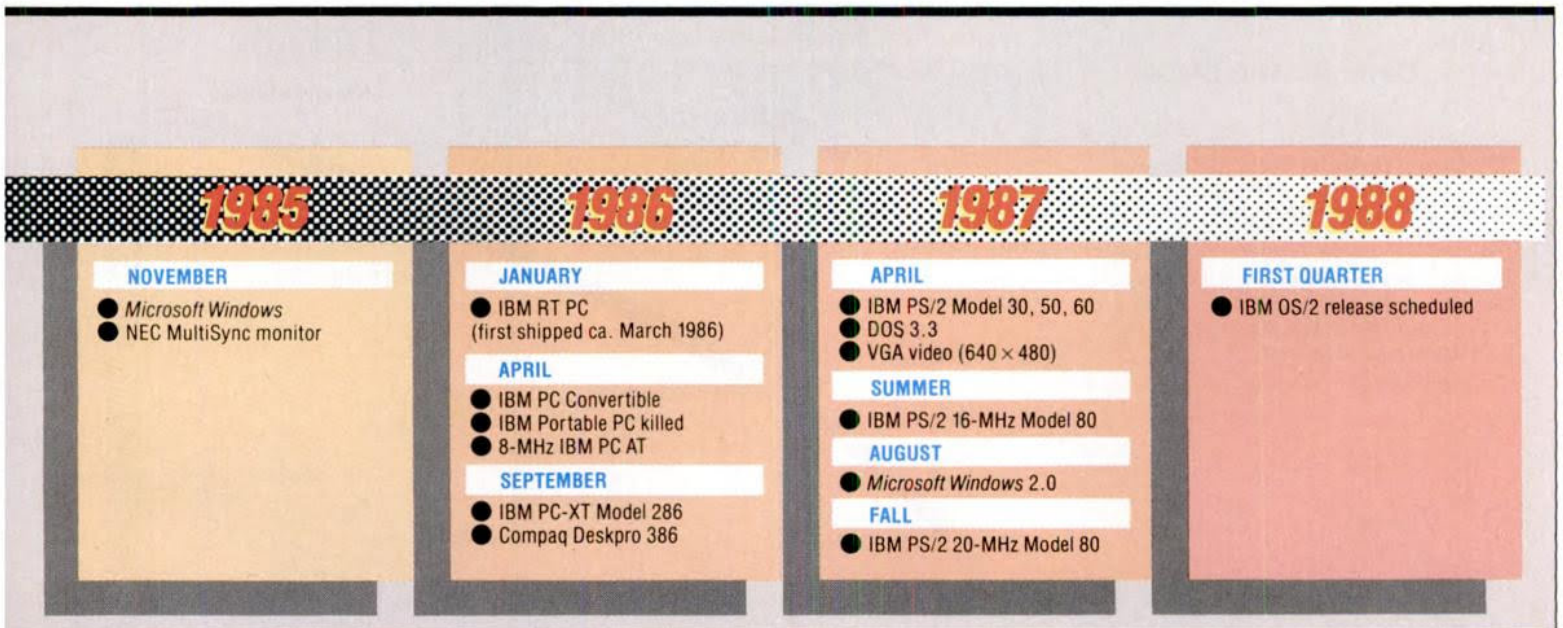 1985
NOVEMBER
● Microsoft Windows
● NEC MultiSync monitor
1986
JANUARY
● IBM RT PC
(first shipped ca. March 1986)
APRIL
● IBM PC Convertible
● IBM Portable PC killed
● 8-MHz IBM PC AT
SEPTEMBER
● IBM PC-XT Model 286
● Compaq Deskpro 386
1987
APRIL
● IBM PS/2 Model 30, 50, 60
● DOS 3.3
● VGA video (640 × 480)
SUMMER
● IBM PS/2 16-MHz Model 80
AUGUST
● Microsoft Windows 2.0
FALL
● IBM PS/2 20-MHz Model 80
1988
FIRST QUARTER
● IBM OS/2 release scheduled